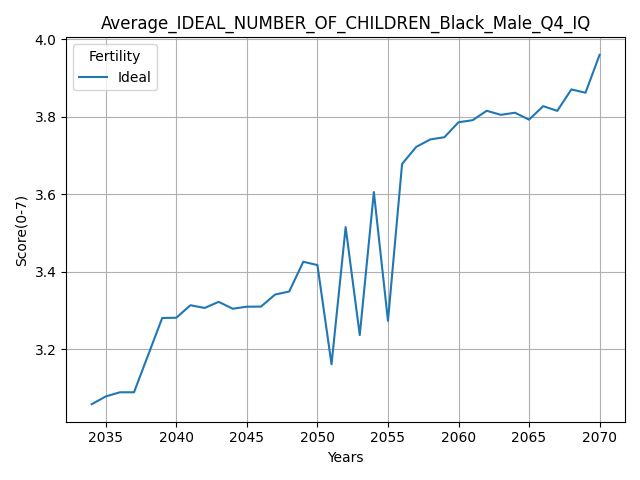 Average_IDEAL_NUMBER_OF_CHILDREN_Black_Male_Q4_IQ
Fertility
Ideal
Score(0-7)
4.0
3.8
3.6
3.4
3.2
2035 2040 2045 2050 2055 2060 2065 2070
Years